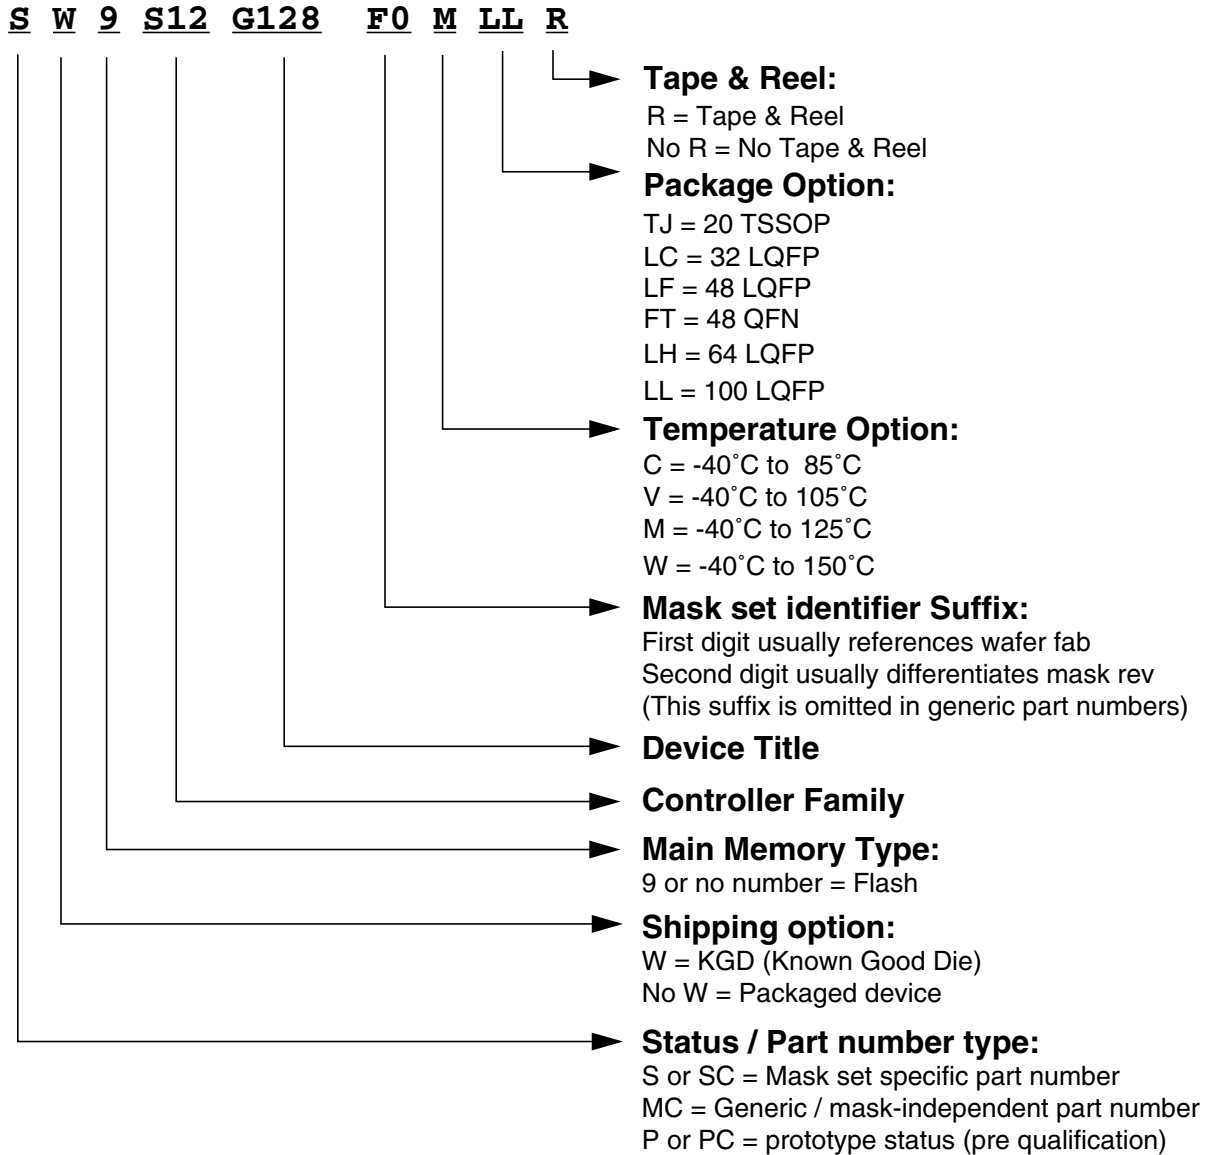 S W 9 S12 G128 F0 M LL R
Tape & Reel:
R = Tape & Reel
No R = No Tape & Reel
Package Option:
TJ = 20 TSSOP
LC = 32 LQFP
LF = 48 LQFP
FT = 48 QFN
LH = 64 LQFP
LL = 100 LQFP
Temperature Option:
C = -40˚C to 85˚C
V = -40˚C to 105˚C
M = -40˚C to 125˚C
W = -40˚C to 150˚C
Mask set identifier Suffix:
First digit usually references wafer fab
Second digit usually differentiates mask rev
(This suffix is omitted in generic part numbers)
Device Title
Controller Family
Main Memory Type:
9 or no number = Flash
Shipping option:
W = KGD (Known Good Die)
No W = Packaged device
Status / Part number type:
S or SC = Mask set specific part number
MC = Generic / mask-independent part number
P or PC = prototype status (pre qualification)